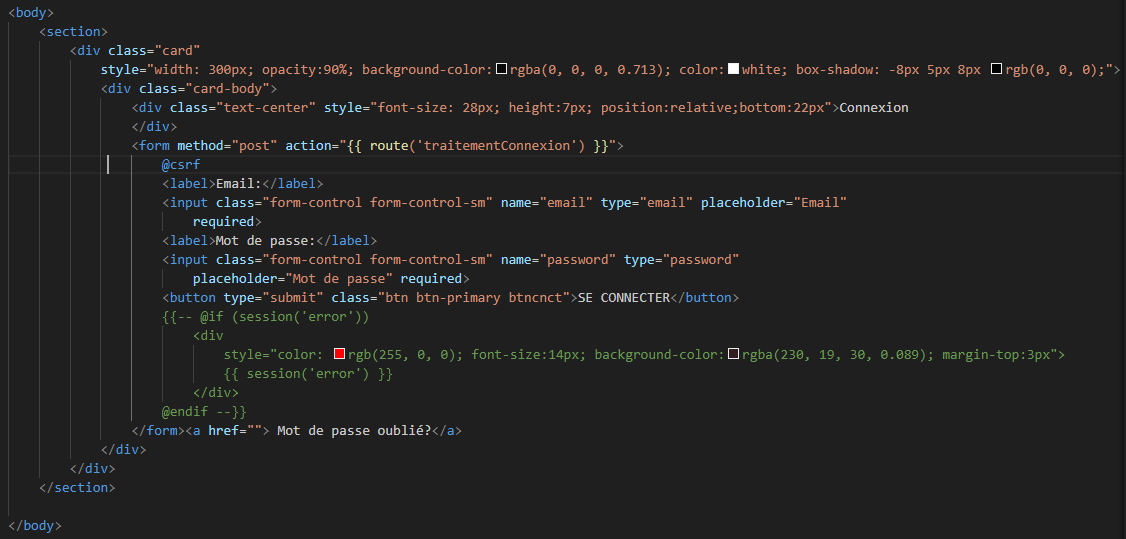 <body>
<section>
<div class="card"
style="width: 300px; opacity:90%; background-color:rgba(0, 0, 0, 0.713); color:white; box-shadow: -8px 5px 8px rgb(0, 0, 0);">
<div class="card-body">
<div class="text-center" style="font-size: 28px; height:7px; position:relative;bottom:22px">Connexion
</div>
<form method="post" action="{{ route('traitementConnexion') }}">
@csrf
<label>Email:</label>
<input class="form-control form-control-sm" name="email" type="email" placeholder="Email"
required>
<label>Mot de passe:</label>
<input class="form-control form-control-sm" name="password" type="password"
placeholder="Mot de passe" required>
<button type="submit" class="btn btn-primary btncnct">SE CONNECTER</button>
{{-- @if (session('error'))
<div
style="color: rgb(255, 0, 0); font-size:14px; background-color:rgba(230, 19, 30, 0.089); margin-top:3px">
{{ session('error') }}
</div>
@endif --}}
</form><a href=""> Mot de passe oublié?</a>
</div>
</div>
</section>
</body>